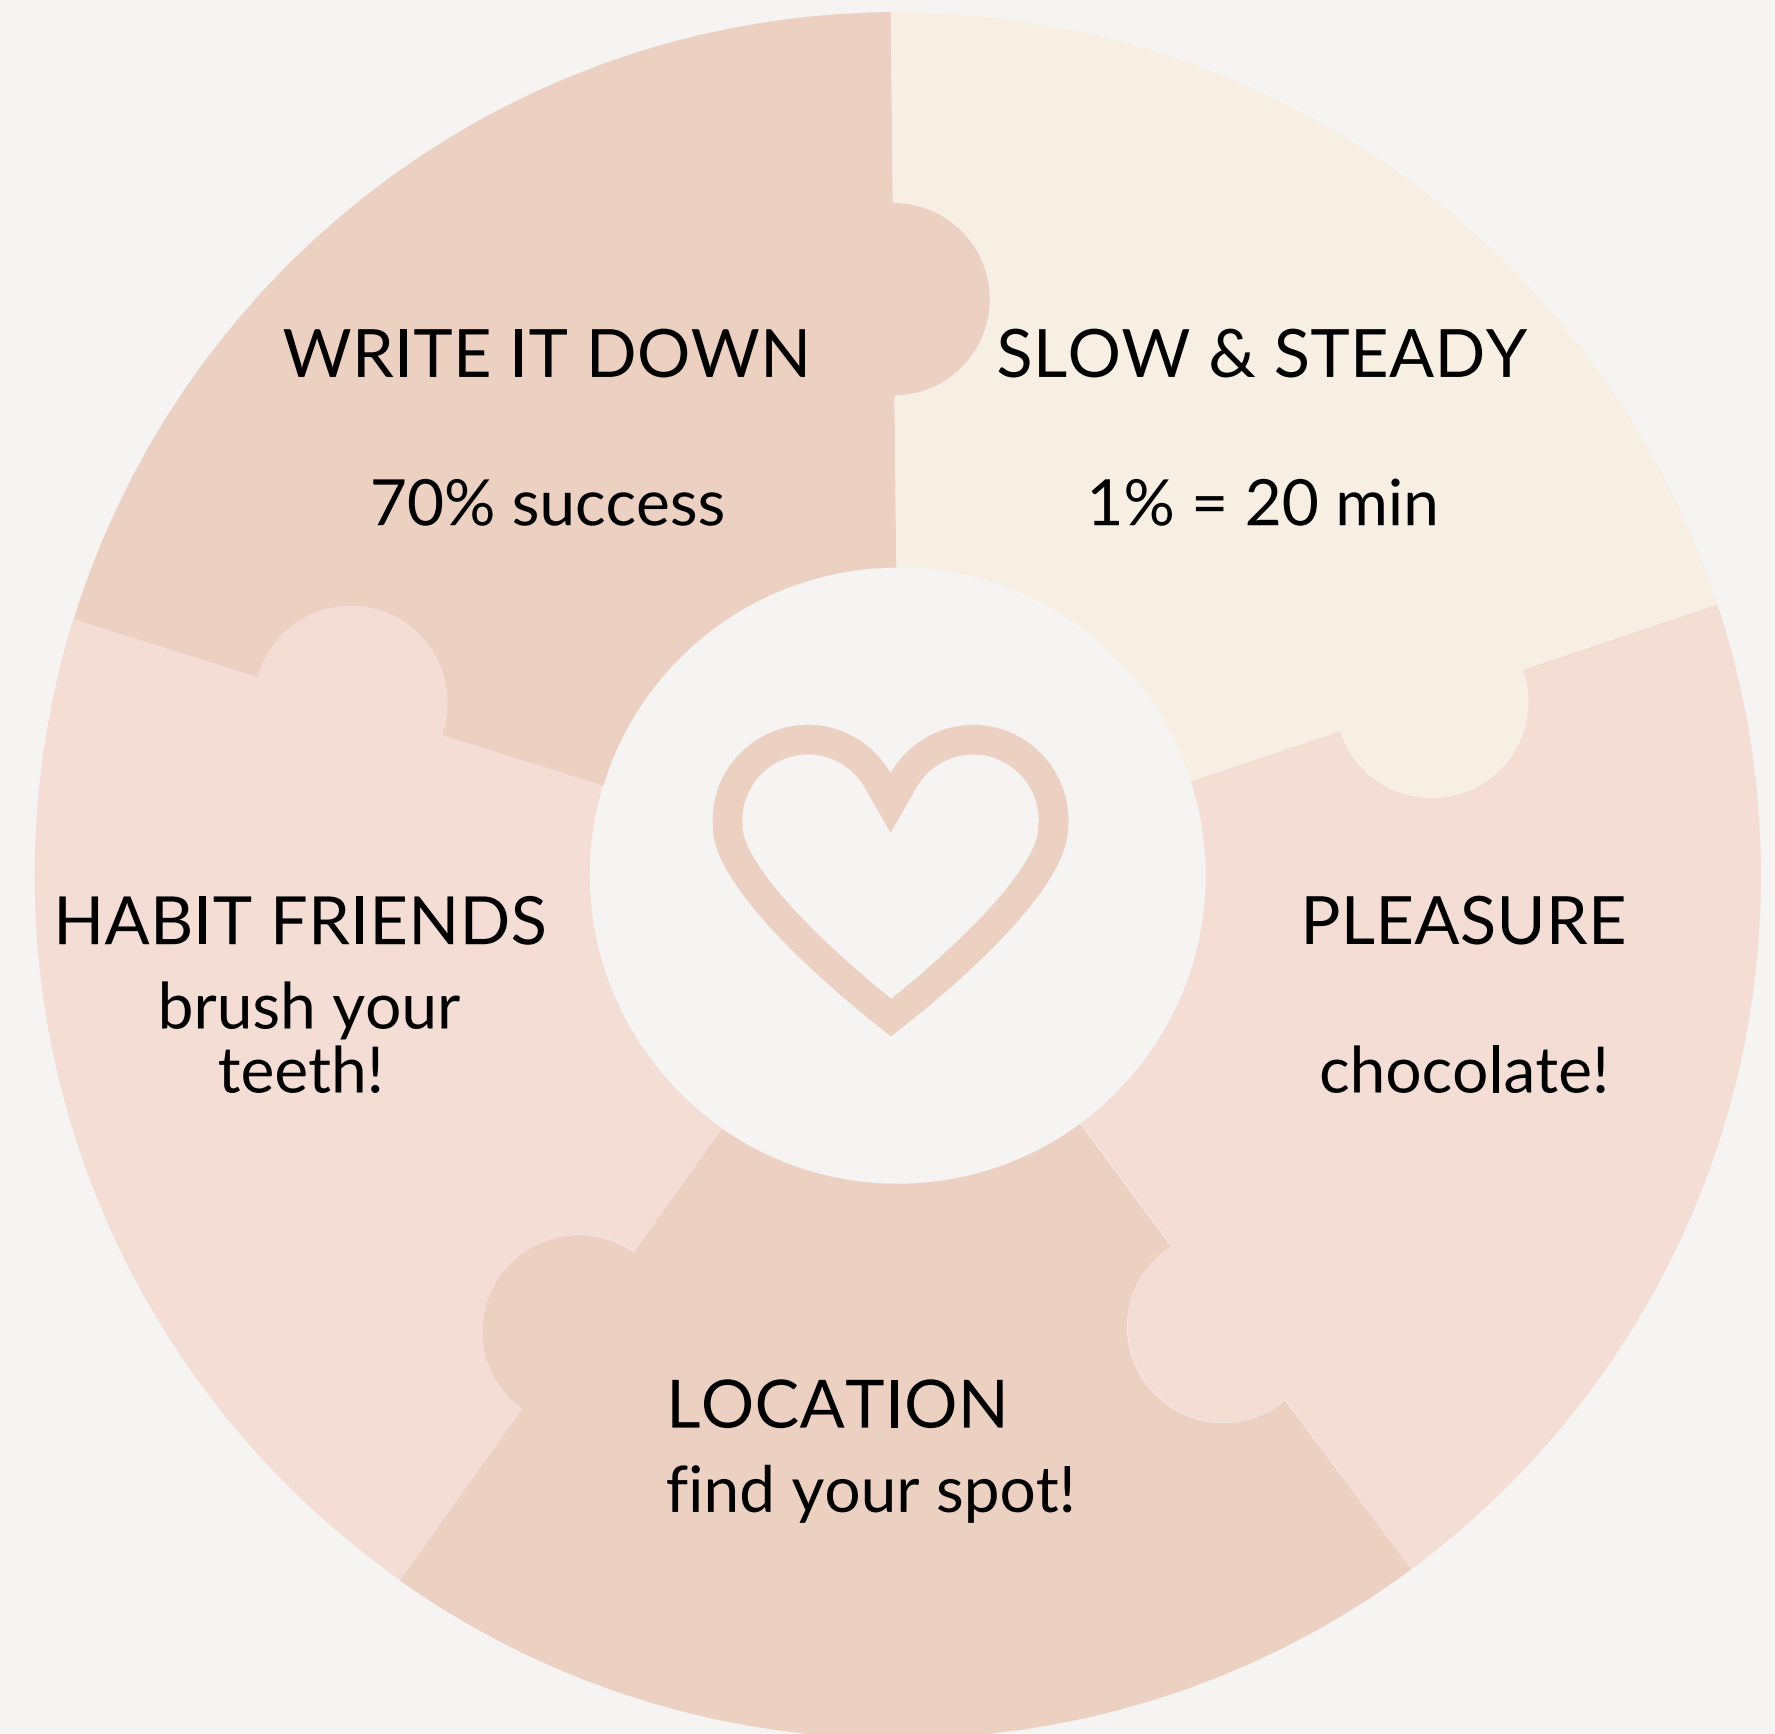 WRITE IT DOWN
70% success
SLOW & STEADY
1% = 20 min
HABIT FRIENDS
brush your
teeth!
PLEASURE
chocolate!
LOCATION
find your spot!